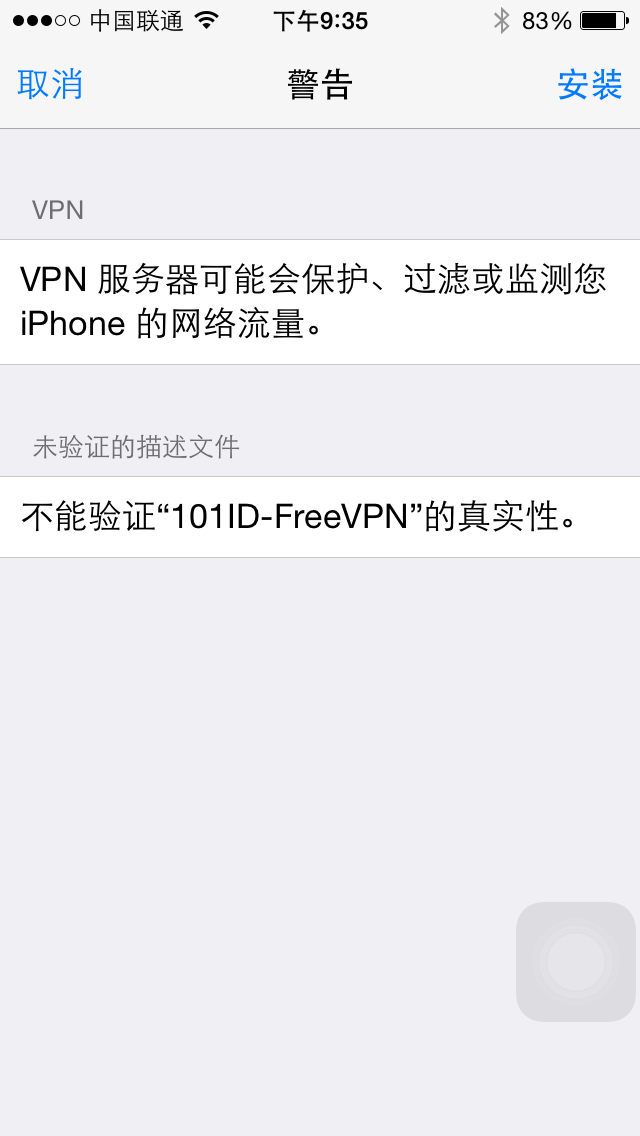 中国联通 下午9:35 83%
取消 警告 安装
VPN
VPN 服务器可能会保护、过滤或监测您
iPhone 的网络流量。
未验证的描述文件
不能验证“101ID-FreeVPN”的真实性。